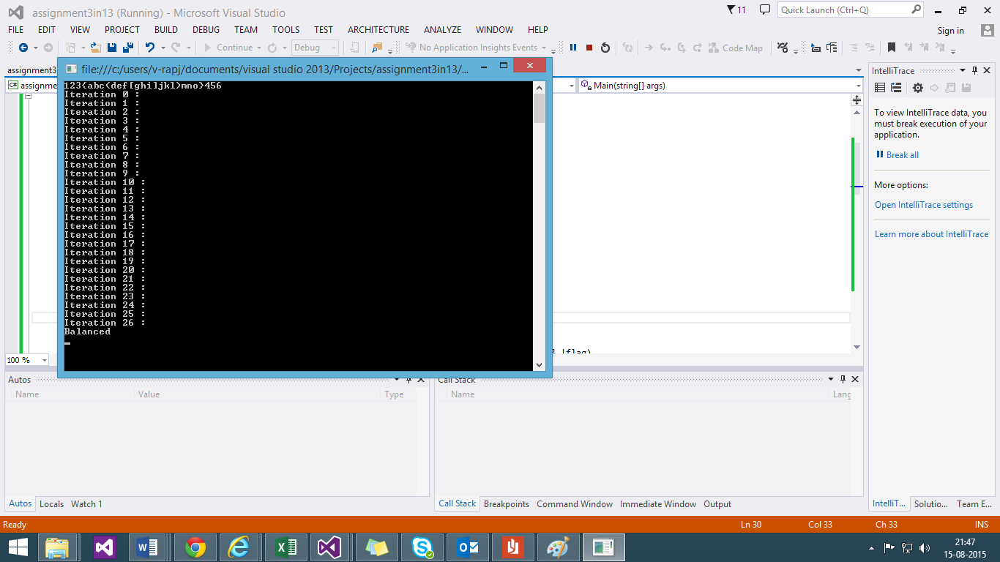 assignment3in13 (Running) - Microsoft Visual Studio
11
Quick Launch (Ctrl+Q)
FILE EDIT VIEW PROJECT BUILD DEBUG TEAM TOOLS TEST ARCHITECTURE ANALYZE WINDOW HELP
Sign in
Continue
Debug
No Application Insights Events
Code Map
assignment3
file:///c:/users/v-rapj/documents/visual studio 2013/Projects/assignment3in13/...
C# assignme
Main(string[] args)
123{abc(def[ghi]jkl)mno}456
Iteration 0 :
Iteration 1 :
Iteration 2 :
Iteration 3 :
Iteration 4 :
Iteration 5 :
Iteration 6 :
Iteration 7 :
Iteration 8 :
Iteration 9 :
Iteration 10 :
Iteration 11 :
Iteration 12 :
Iteration 13 :
Iteration 14 :
Iteration 15 :
Iteration 16 :
Iteration 17 :
Iteration 18 :
Iteration 19 :
Iteration 20 :
Iteration 21 :
Iteration 22 :
Iteration 23 :
Iteration 24 :
Iteration 25 :
Iteration 26 :
Balanced
!flag)
100 %
IntelliTrace
To view IntelliTrace data, you
must break execution of your
application.
Break all
More options:
Open IntelliTrace settings
Learn more about IntelliTrace
Autos
Name Value Type
Call Stack
Name Lang
Autos Locals Watch 1
Call Stack Breakpoints Command Window Immediate Window Output
IntelliT... Solutio... Team E...
Ready
Ln 30 Col 33 Ch 33 INS
21:47
15-08-2015